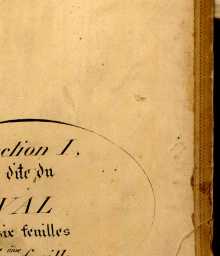 ction I.
dite du
VAL
six feuilles